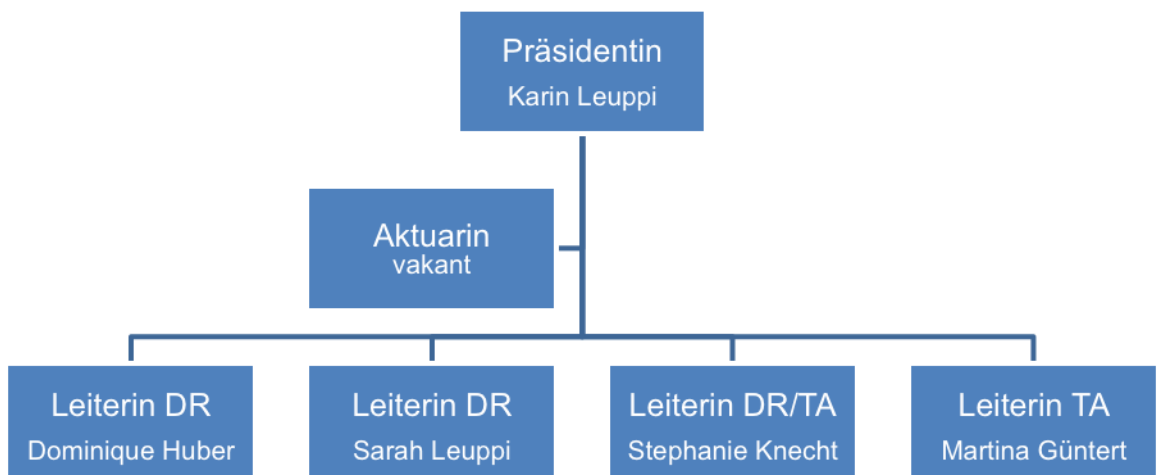 Präsidentin
Karin Leuppi
Aktuarin
vakant
Leiterin DR
Dominique Huber
Leiterin DR
Sarah Leuppi
Leiterin DR/TA
Stephanie Knecht
Leiterin TA
Martina Güntert